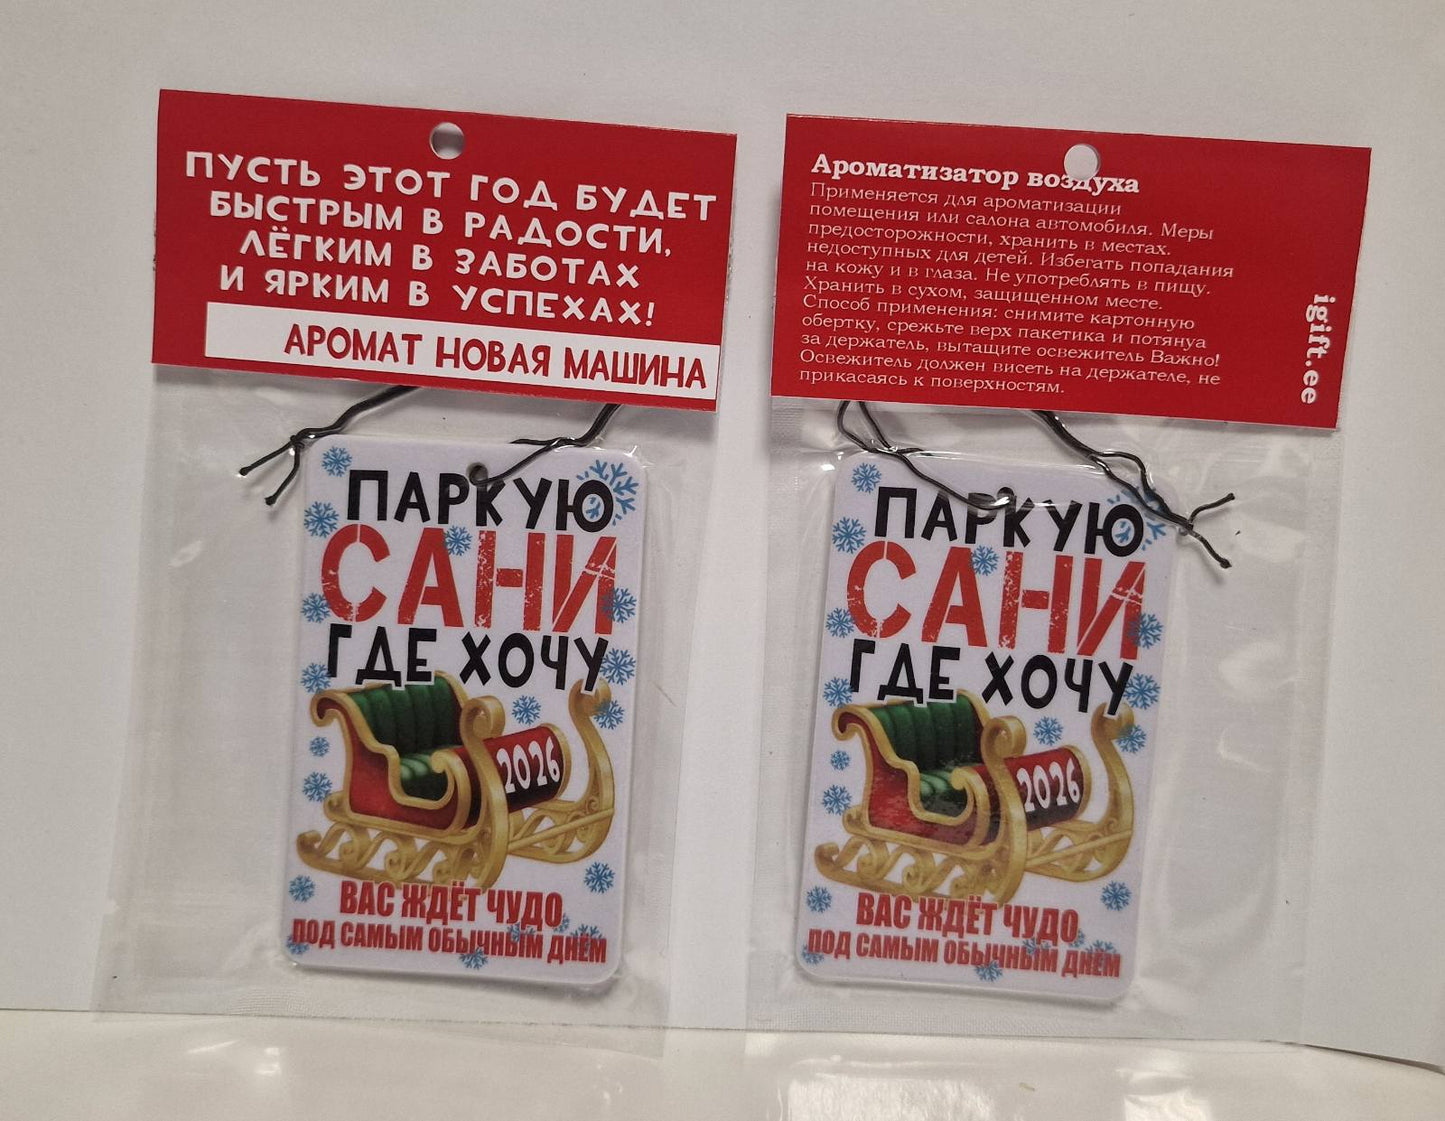 ПУСТЬ ЭТОТ ГОД БУДЕТ
БЫСТРЫМ В РАДОСТИ,
ЛЁГКИМ В ЗАБОТАХ
И ЯРКИМ В УСПЕХАХ!
АРОМАТ НОВАЯ МАШИНА
ПАРКУЮ
САНИ
ГДЕ ХОЧУ
2026
ВАС ЖДЁТ ЧУДО
ПОД САМЫМ ОБЫЧНЫМ ДНЁМ
Ароматизатор воздуха
Применяется для ароматизации
помещения или салона автомобиля. Меры
предосторожности, хранить в местах.
недоступных для детей. Избегать попадания
на кожу и в глаза. Не употреблять в пищу.
Хранить в сухом, защищенном месте.
Способ применения: снимите картонную
обертку, срежьте верх пакетика и потянуа
за держатель, вытащите освежитель Важно!
Освежитель должен висеть на держателе, не
прикасаясь к поверхностям.
igift.ee
ПАРКУЮ
САНИ
ГДЕ ХОЧУ
2026
ВАС ЖДЁТ ЧУДО
ПОД САМЫМ ОБЫЧНЫМ ДНЁМ